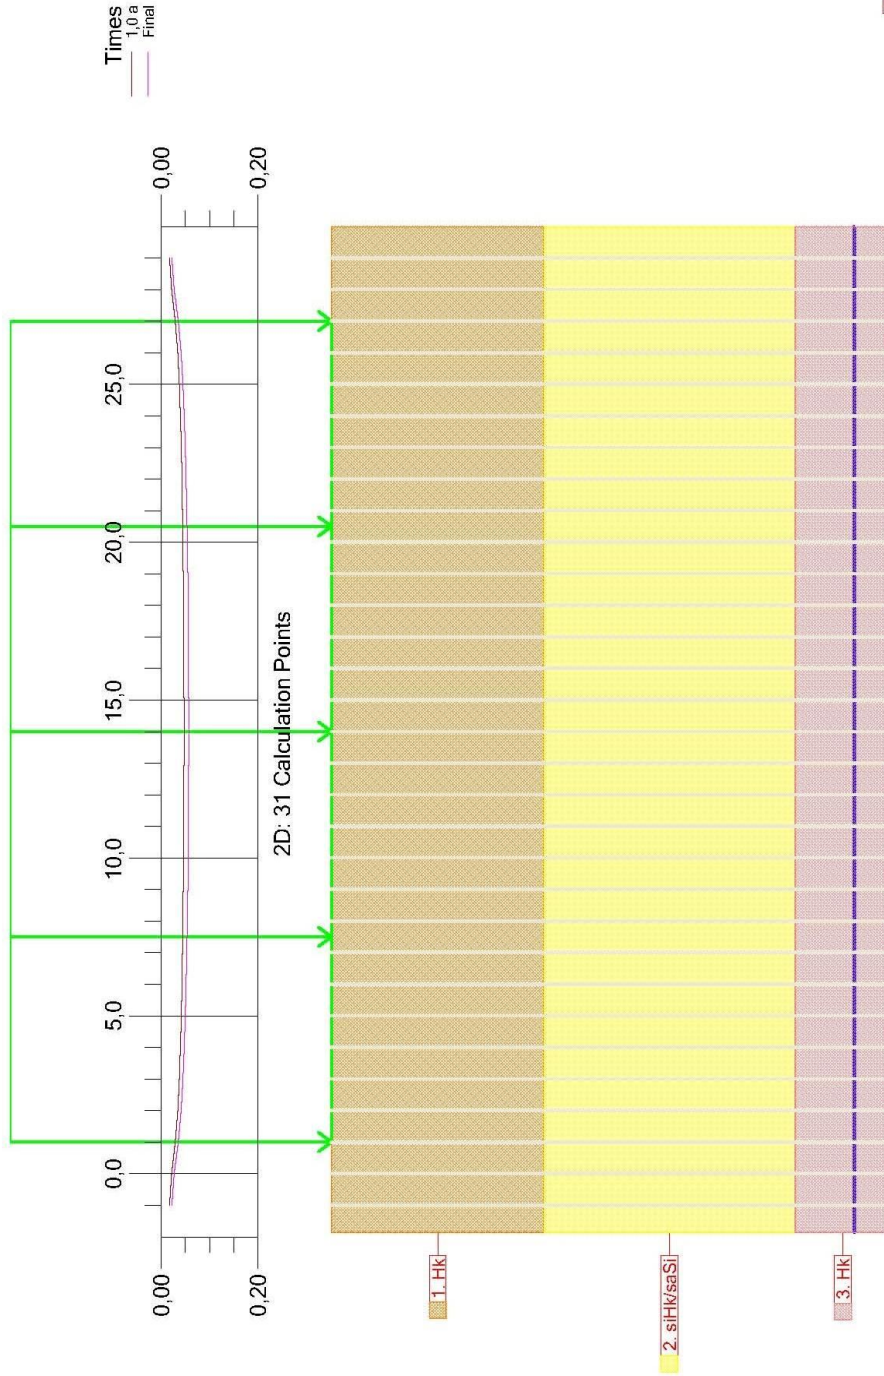 Times
1,0 a
Final
0,00
0,20
0,00
0,20
0,0
5,0
10,0
15,0
20,0
25,0
2D: 31 Calculation Points
1. Hk
2. siHk/saSi
3. Hk